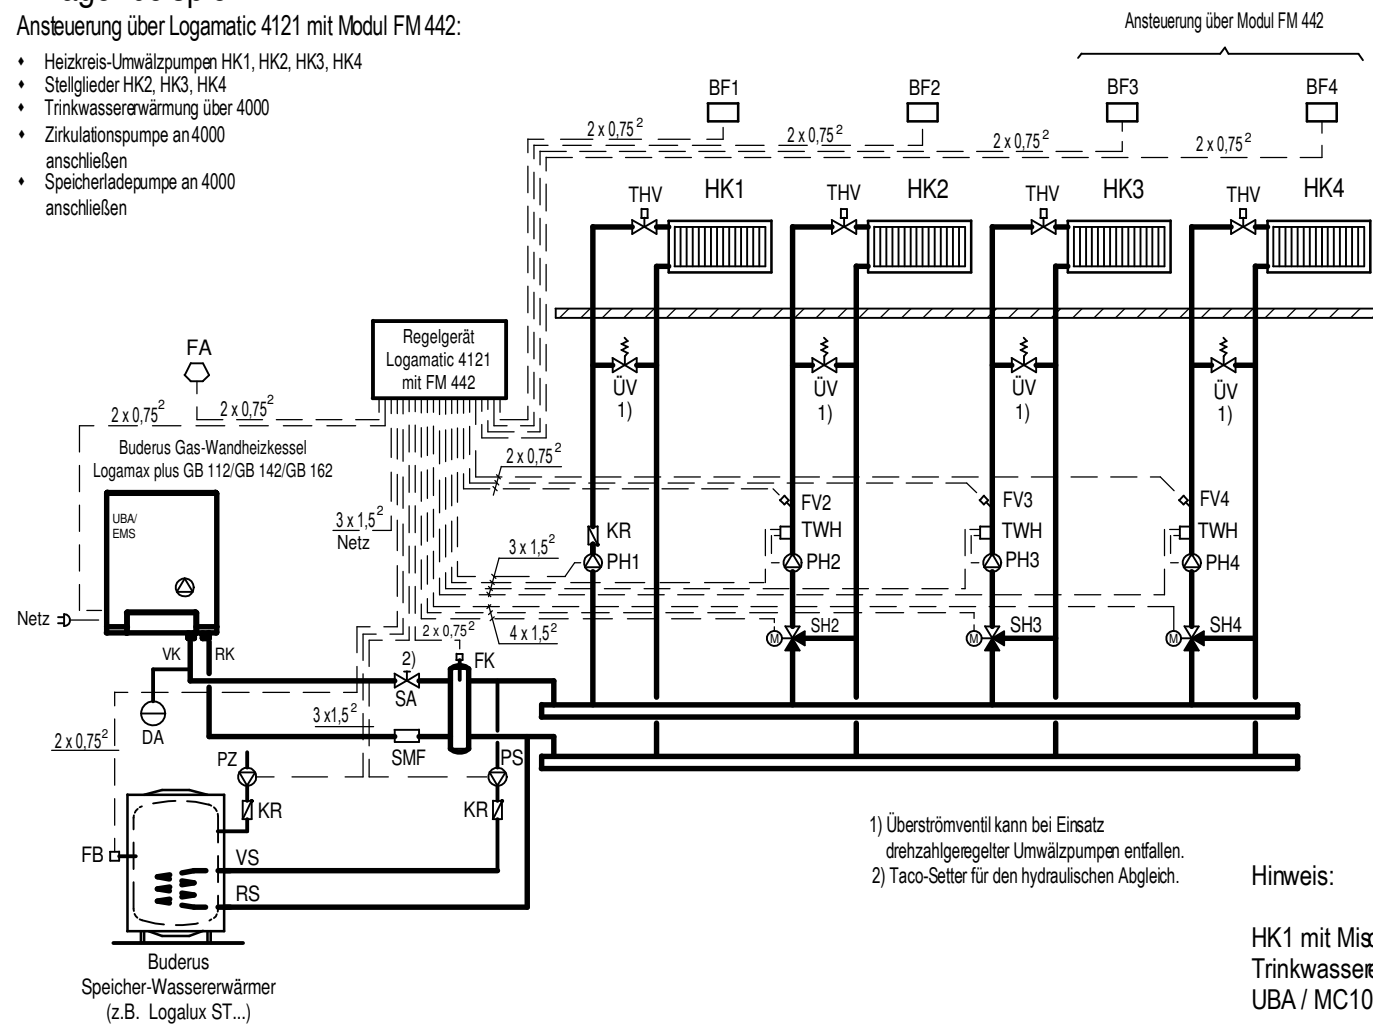 Ansteuerung über Logamatic 4121 mit Modul FM 442:
Heizkreis-Umwälzpumpen HK1, HK2, HK3, HK4
Stellglieder HK2, HK3, HK4
Trinkwassererwärmung über 4000
Zirkulationspumpe an 4000
anschließen
Speicherladepumpe an 4000
anschließen
Ansteuerung über Modul FM 442
BF1 BF2 BF3 BF4
2 x 0,75² 2 x 0,75² 2 x 0,75² 2 x 0,75²
THV HK1 THV HK2 THV HK3 THV HK4
Regelgerät
Logamatic 4121
mit FM 442
FA
2 x 0,75² 2 x 0,75²
ÜV ÜV ÜV ÜV
1) 1) 1) 1)
Buderus Gas-Wandheizkessel
Logamax plus GB 112/GB 142/GB 162
2 x 0,75²
UBA/
EMS
3 x 1,5²
Netz
FV2 FV3 FV4
KR TWH TWH TWH
3 x 1,5²
PH1 PH2 PH3 PH4
Netz
2 x 0,75² 4 x 1,5²
M SH2 M SH3 M SH4
VK RK
2) FK
SA
3 x1,5²
DA
2 x 0,75²
SMF
PZ PS
KR KR
FB
VS
RS
1) Überströmventil kann bei Einsatz
drehzahlgeregelter Umwälzpumpen entfallen.
2) Taco-Setter für den hydraulischen Abgleich.
Hinweis:
HK1 mit
UBA / MC10
Buderus
Speicher-Wassererwärmer
(z.B. Logalux ST...)